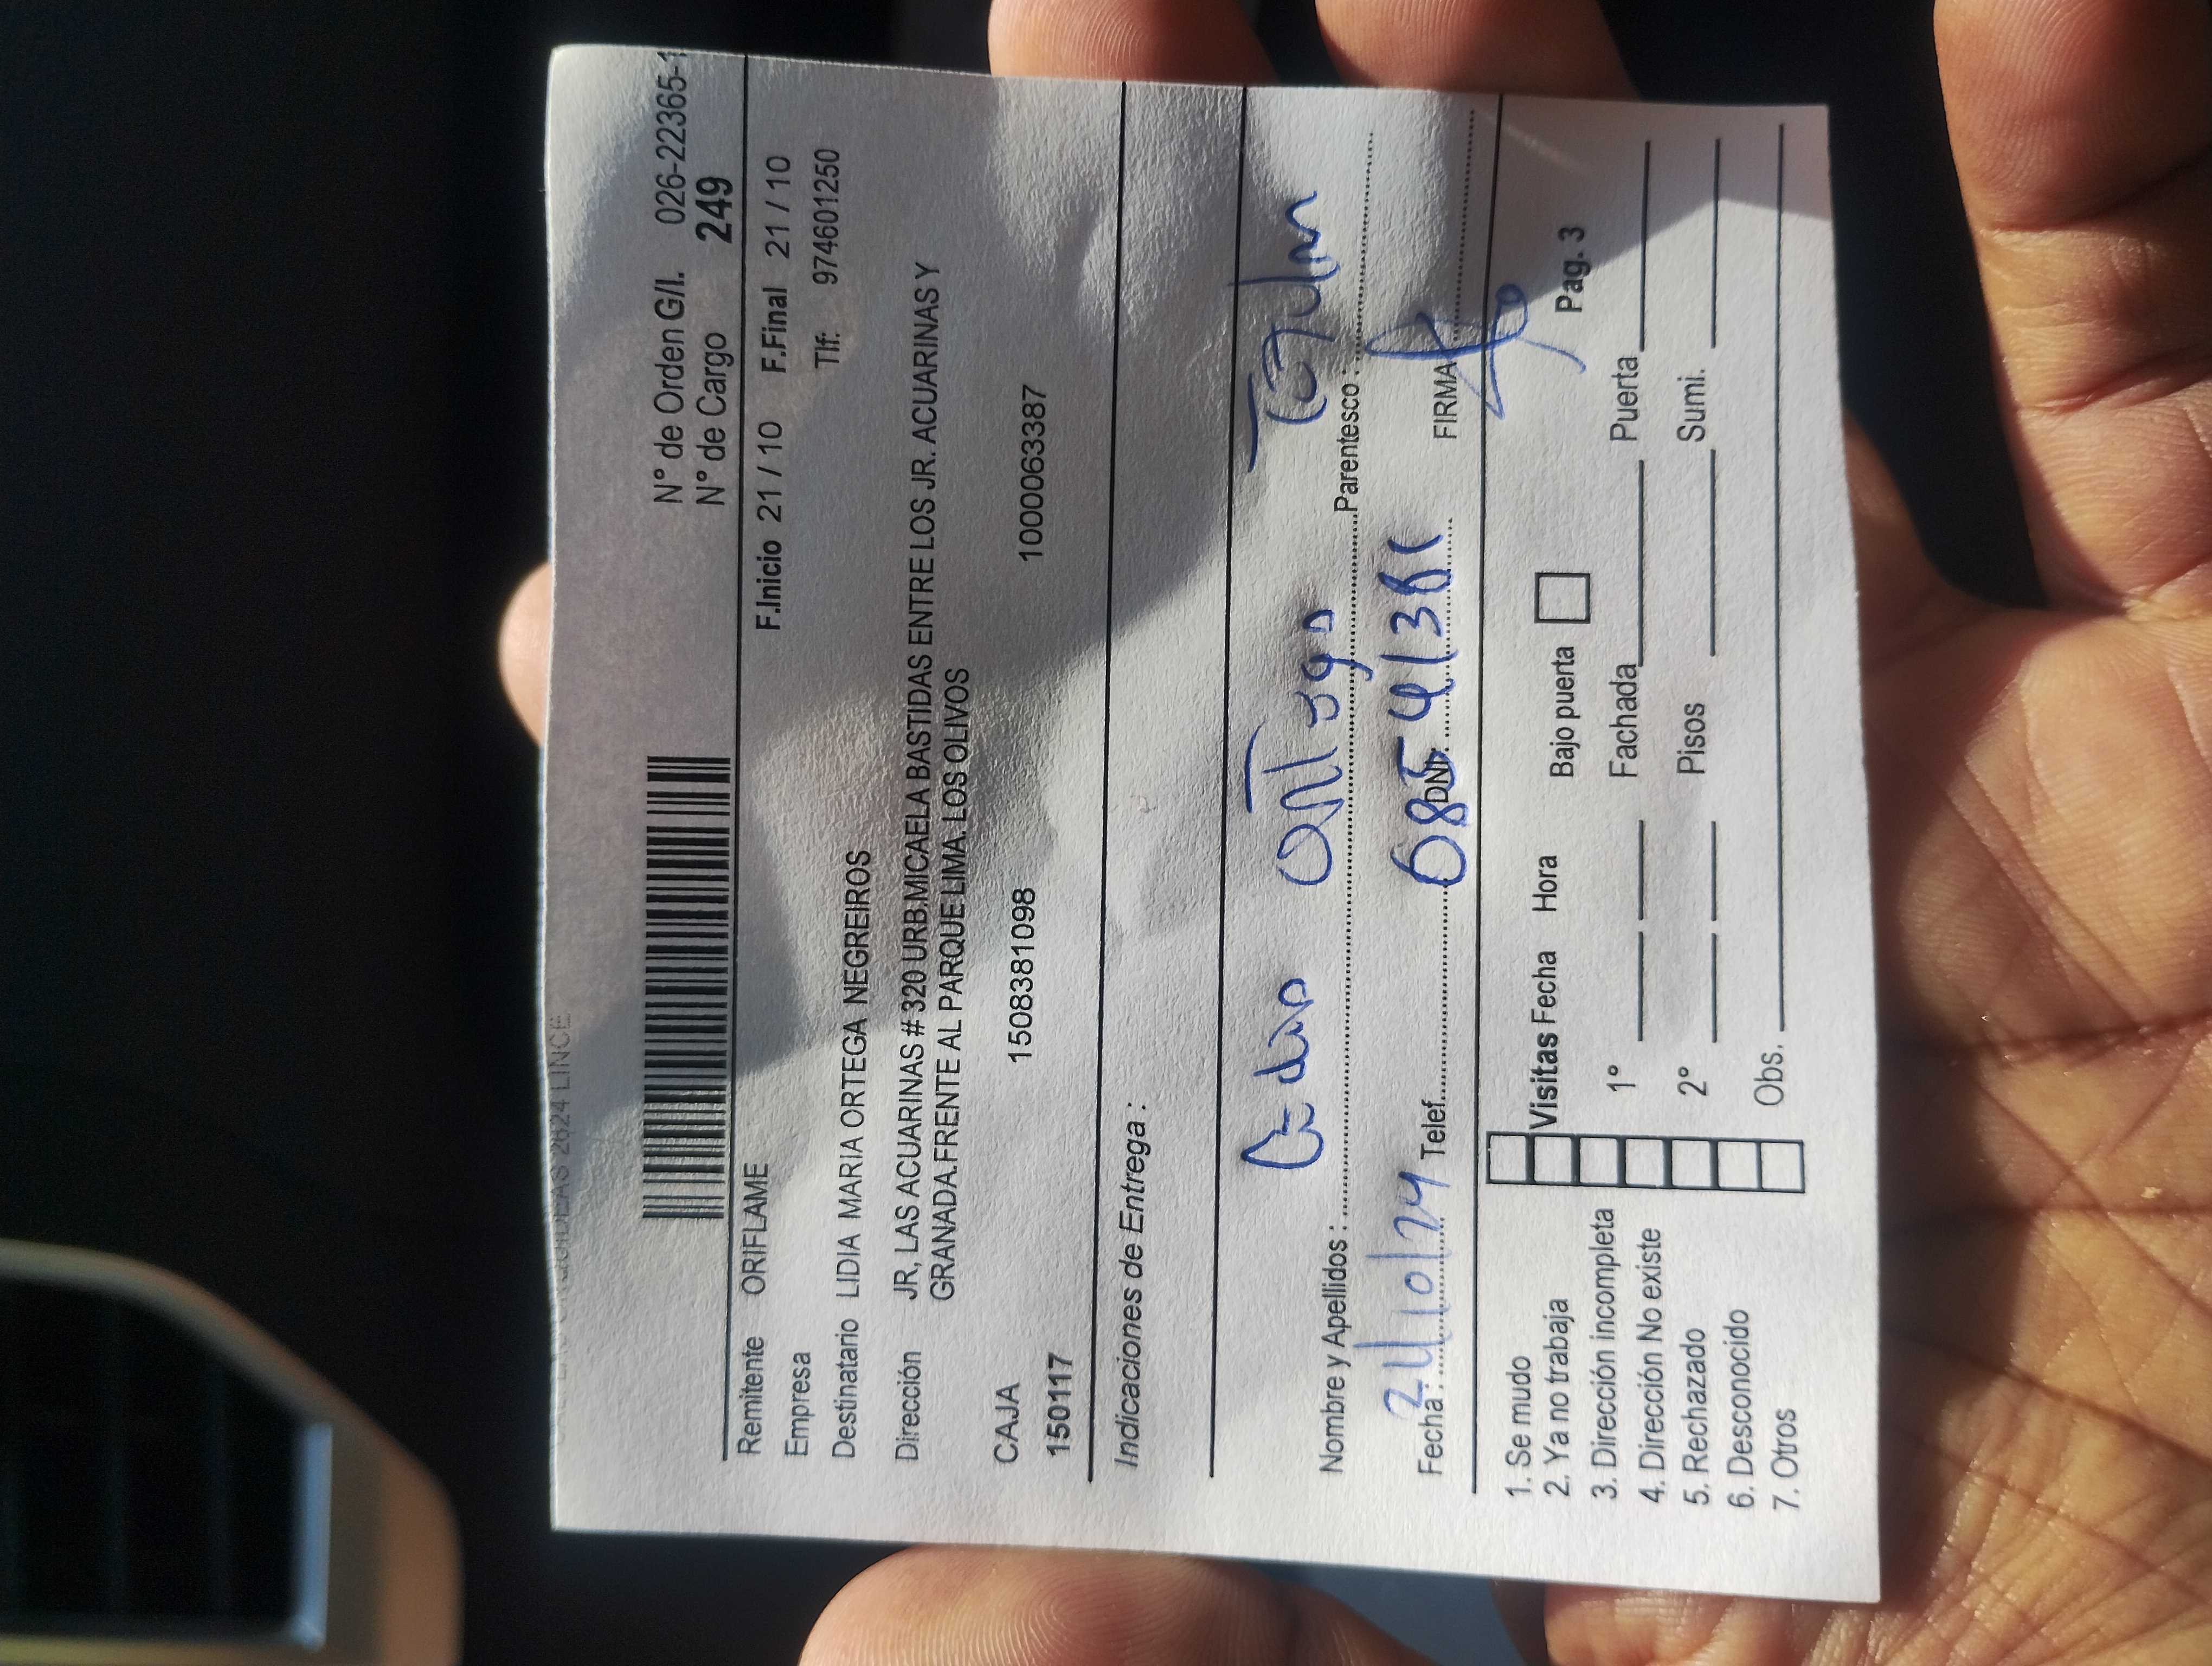 N° de Orden G/I. 026-22365-1
N° de Cargo 249
Remitente ORIFLAME F.Inicio 21 / 10 F.Final 21 / 10
Empresa Tlf: 974601250
Destinatario LIDIA MARIA ORTEGA NEGREIROS
Dirección JR, LAS ACUARINAS # 320 URB.MICAELA BASTIDAS ENTRE LOS JR. ACUARINAS Y
GRANADA.FRENTE AL PARQUE.LIMA. LOS OLIVOS
CAJA 1508381098 1000063387
150117
Indicaciones de Entrega :
Nombre y Apellidos : Parentesco :
Fecha: 21/10/24 Telef. DNI: FIRMA
1. Se mudo
2. Ya no trabaja
3. Dirección incompleta
4. Dirección No existe
5. Rechazado
6. Desconocido
7. Otros
Visitas Fecha Hora Bajo puerta Pag. 3
1° Fachada Puerta
2° Pisos Sumi.
Obs.